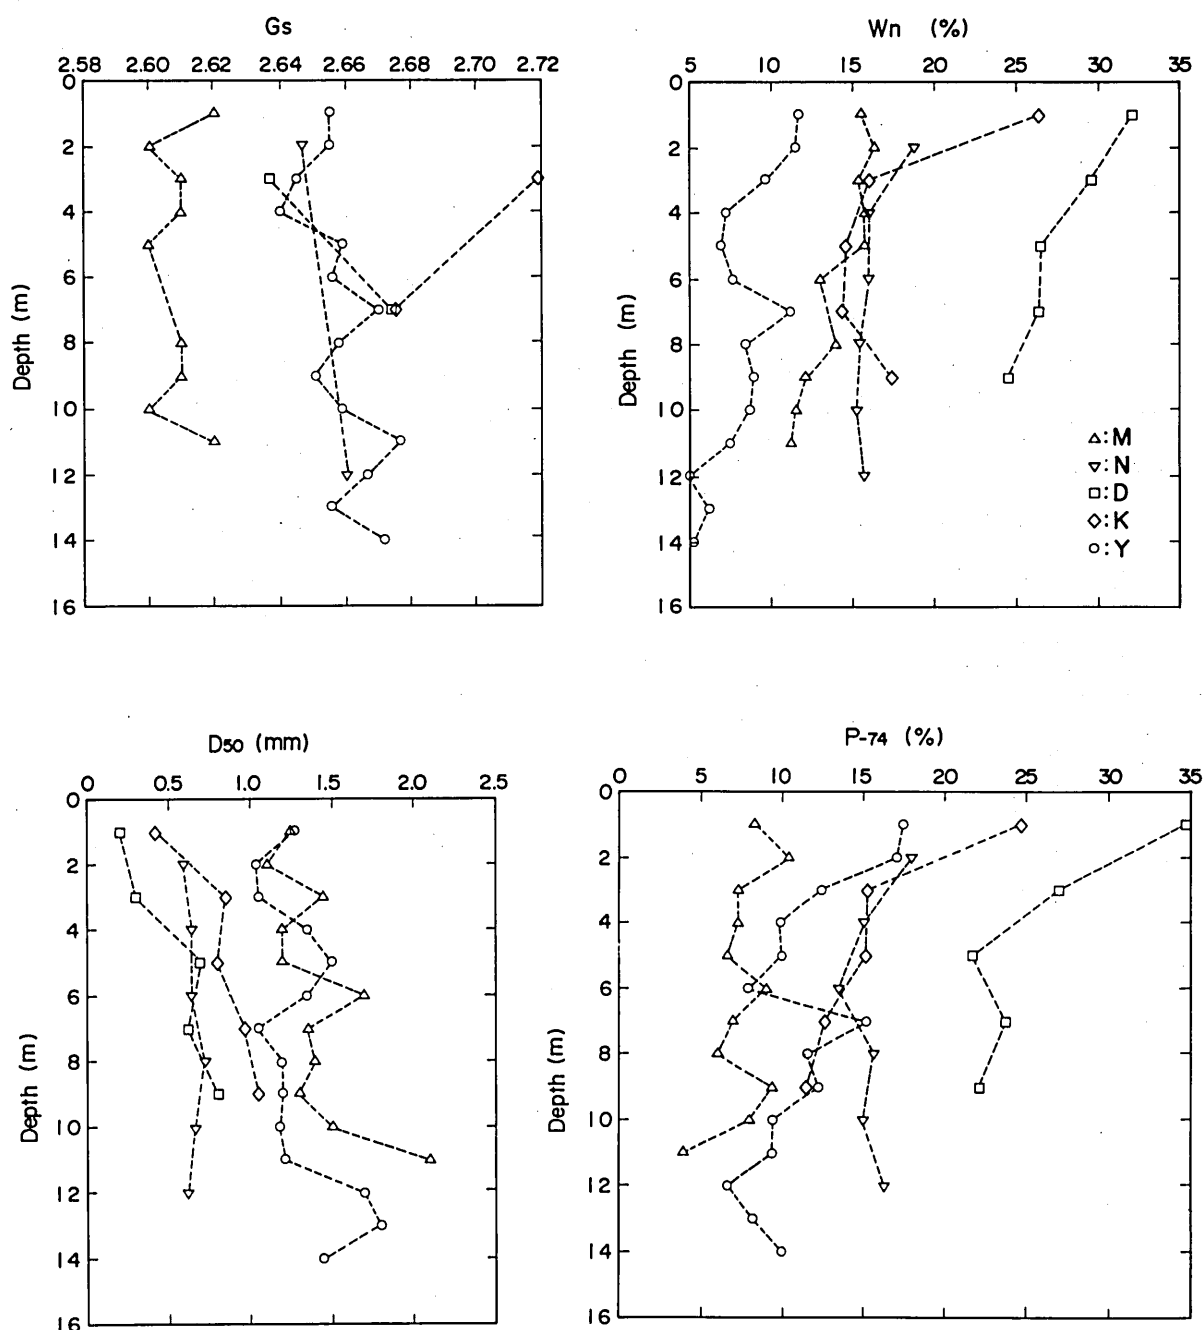 Gs
2.58 2.60 2.62 2.64 2.66 2.68 2.70 2.72
0
2
4
6
8
10
12
14
16
Depth (m)
Wn (%)
5 10 15 20 25 30 35
0
2
4
6
8
10
12
14
16
Depth (m)
△:M
▽:N
□:D
◇:K
○:Y
D50 (mm)
0 0.5 1.0 1.5 2.0 2.5
0
2
4
6
8
10
12
14
16
Depth (m)
P-74 (%)
0 5 10 15 20 25 30 35
0
2
4
6
8
10
12
14
16
Depth (m)